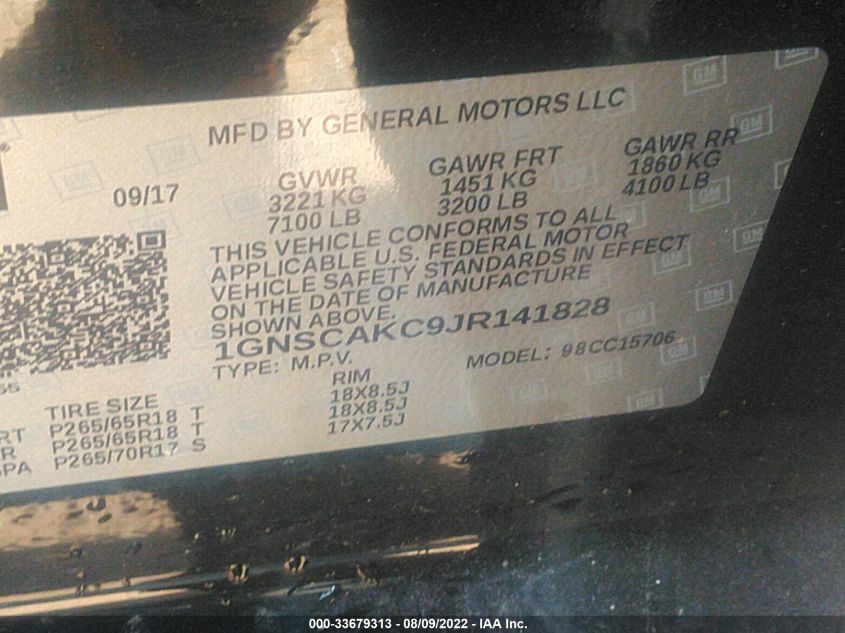 MFD BY GENERAL MOTORS LLC
09/17
GVWR
3221 KG
7100 LB
GAWR FRT
1451 KG
3200 LB
GAWR RR
1860 KG
4100 LB
THIS VEHICLE CONFORMS TO ALL
APPLICABLE U.S. FEDERAL MOTOR
VEHICLE SAFETY STANDARDS IN EFFECT
ON THE DATE OF MANUFACTURE
SHOWN ABOVE.
1GNSCAKC9JR141828
TYPE: M.P.V.
MODEL: 98CC15706
TIRE SIZE
RIM
RT P265/65R18 T 18X8.5J
R P265/65R18 T 18X8.5J
SPA P265/70R17 S 17X7.5J
000-33679313 - 08/09/2022 - IAA Inc.